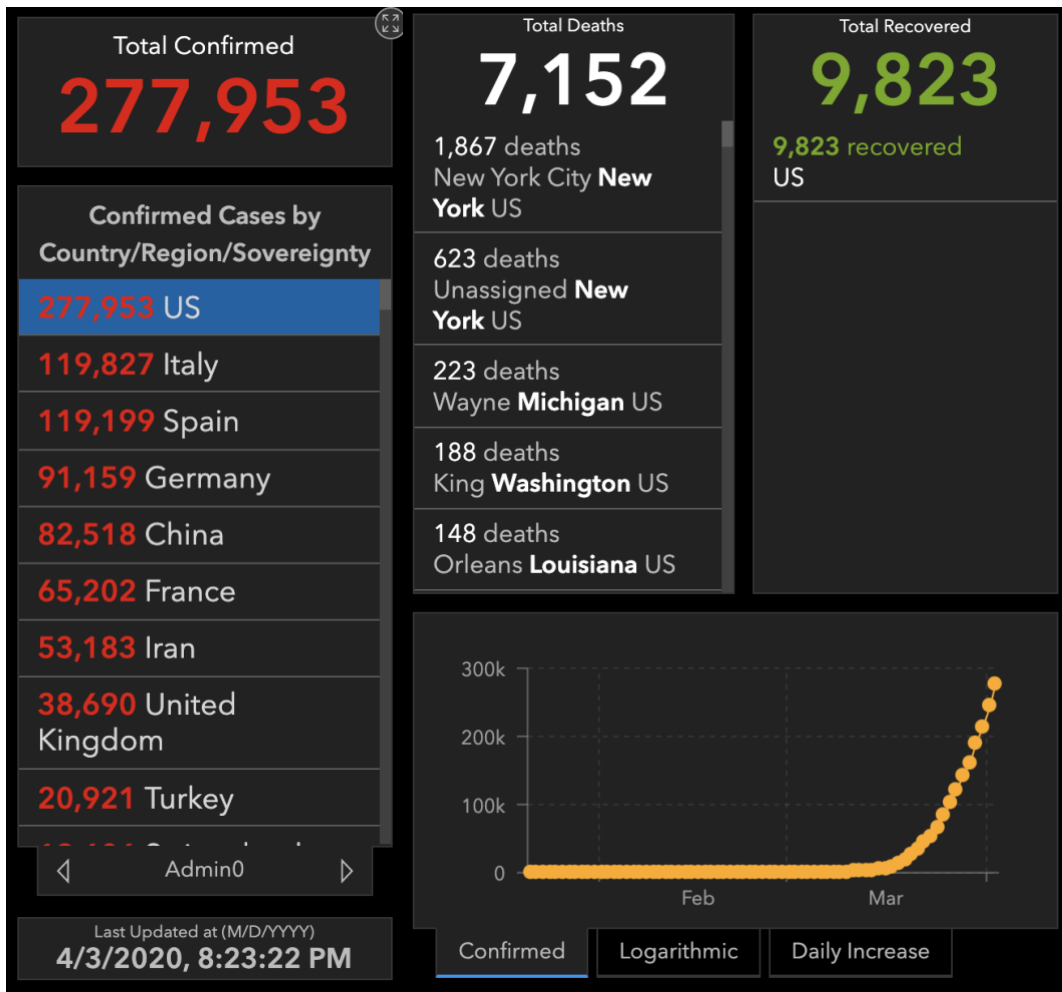 Total Confirmed
277,953
Confirmed Cases by
Country/Region/Sovereignty
277,953 US
119,827 Italy
119,199 Spain
91,159 Germany
82,518 China
65,202 France
53,183 Iran
38,690 United
Kingdom
20,921 Turkey
Admin0
Last Updated at (M/D/YYYY)
4/3/2020, 8:23:22 PM
Total Deaths
7,152
1,867 deaths
New York City New
York US
623 deaths
Unassigned New
York US
223 deaths
Wayne Michigan US
188 deaths
King Washington US
148 deaths
Orleans Louisiana US
Total Recovered
9,823
9,823 recovered
US
300k
200k
100k
0
Feb Mar
Confirmed Logarithmic Daily Increase